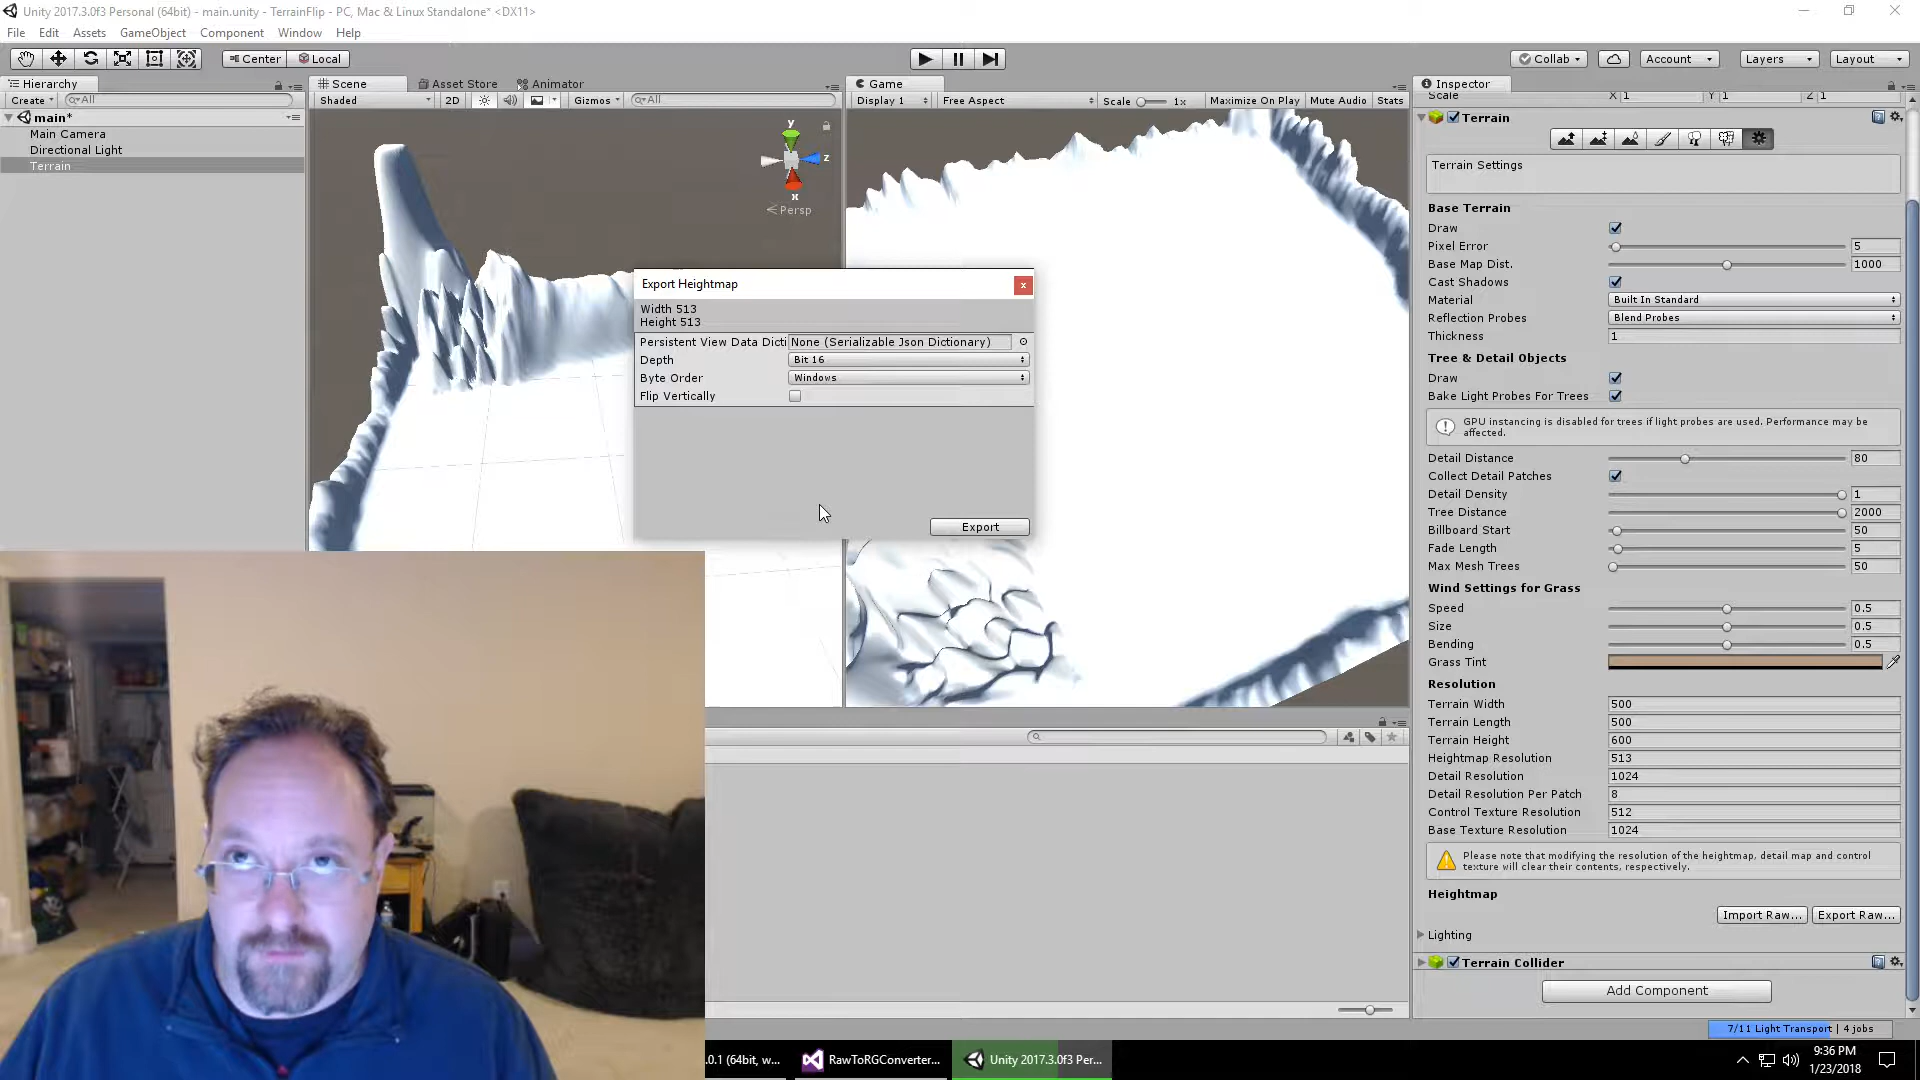 Unity 2017.3.0f3 Personal (64bit) - main.unity - TerrainFlip - PC, Mac & Linux Standalone* <DX11>
File Edit Assets GameObject Component Window Help
Center Local
Collab Account Layers Layout
Hierarchy
Create All
main*
Main Camera
Directional Light
Terrain
Scene Asset Store Animator
Shaded 2D Gizmos All
y
z
x
Persp
Game
Display 1 Free Aspect Scale 1x Maximize On Play Mute Audio Stats
Export Heightmap
Width 513
Height 513
Persistent View Data Dicti None (Serializable Json Dictionary)
Depth Bit 16
Byte Order Windows
Flip Vertically
Export
Inspector
Scale X 1 Y 1 Z 1
Terrain
Terrain Settings
Base Terrain
Draw
Pixel Error 5
Base Map Dist. 1000
Cast Shadows
Material Built In Standard
Reflection Probes Blend Probes
Thickness 1
Tree & Detail Objects
Draw
Bake Light Probes For Trees
GPU instancing is disabled for trees if light probes are used. Performance may be
affected.
Detail Distance 80
Collect Detail Patches
Detail Density 1
Tree Distance 2000
Billboard Start 50
Fade Length 5
Max Mesh Trees 50
Wind Settings for Grass
Speed 0.5
Size 0.5
Bending 0.5
Grass Tint
Resolution
Terrain Width 500
Terrain Length 500
Terrain Height 600
Heightmap Resolution 513
Detail Resolution 1024
Detail Resolution Per Patch 8
Control Texture Resolution 512
Base Texture Resolution 1024
Please note that modifying the resolution of the heightmap, detail map and control
texture will clear their contents, respectively.
Heightmap
Import Raw... Export Raw...
Lighting
Terrain Collider
Add Component
7/11 Light Transport | 4 jobs
.0.1 (64bit, w... RawToRGConverter... Unity 2017.3.0f3 Per...
9:36 PM
1/23/2018